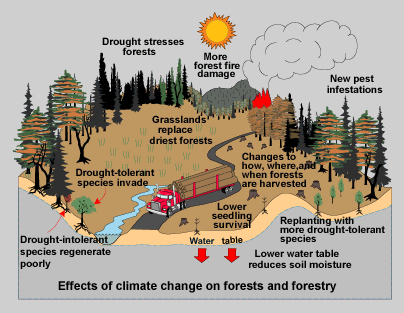 Drought stresses
forests
More
forest fire
damage
New pest
infestations
Grasslands
replace
driest forests
Changes to
how, where,and
when forests
are harvested
Drought-tolerant
species invade
Lower
seedling
survival
Replanting with
more drought-tolerant
species
Drought-intolerant
species regenerate
poorly
Water table
Lower water table
reduces soil moisture
Effects of climate change on forests and forestry